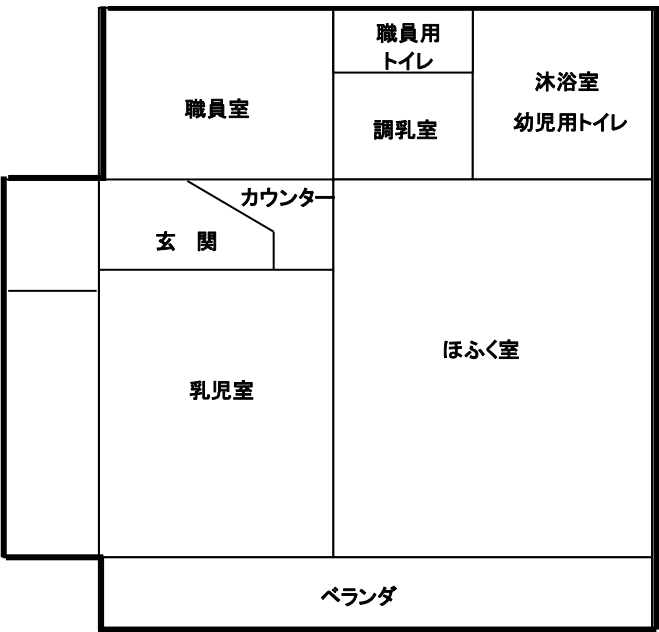 職員用
トイレ
沐浴室
職員室
幼児用トイレ
調乳室
カウンター
玄　関
ほふく室
乳児室
ベランダ